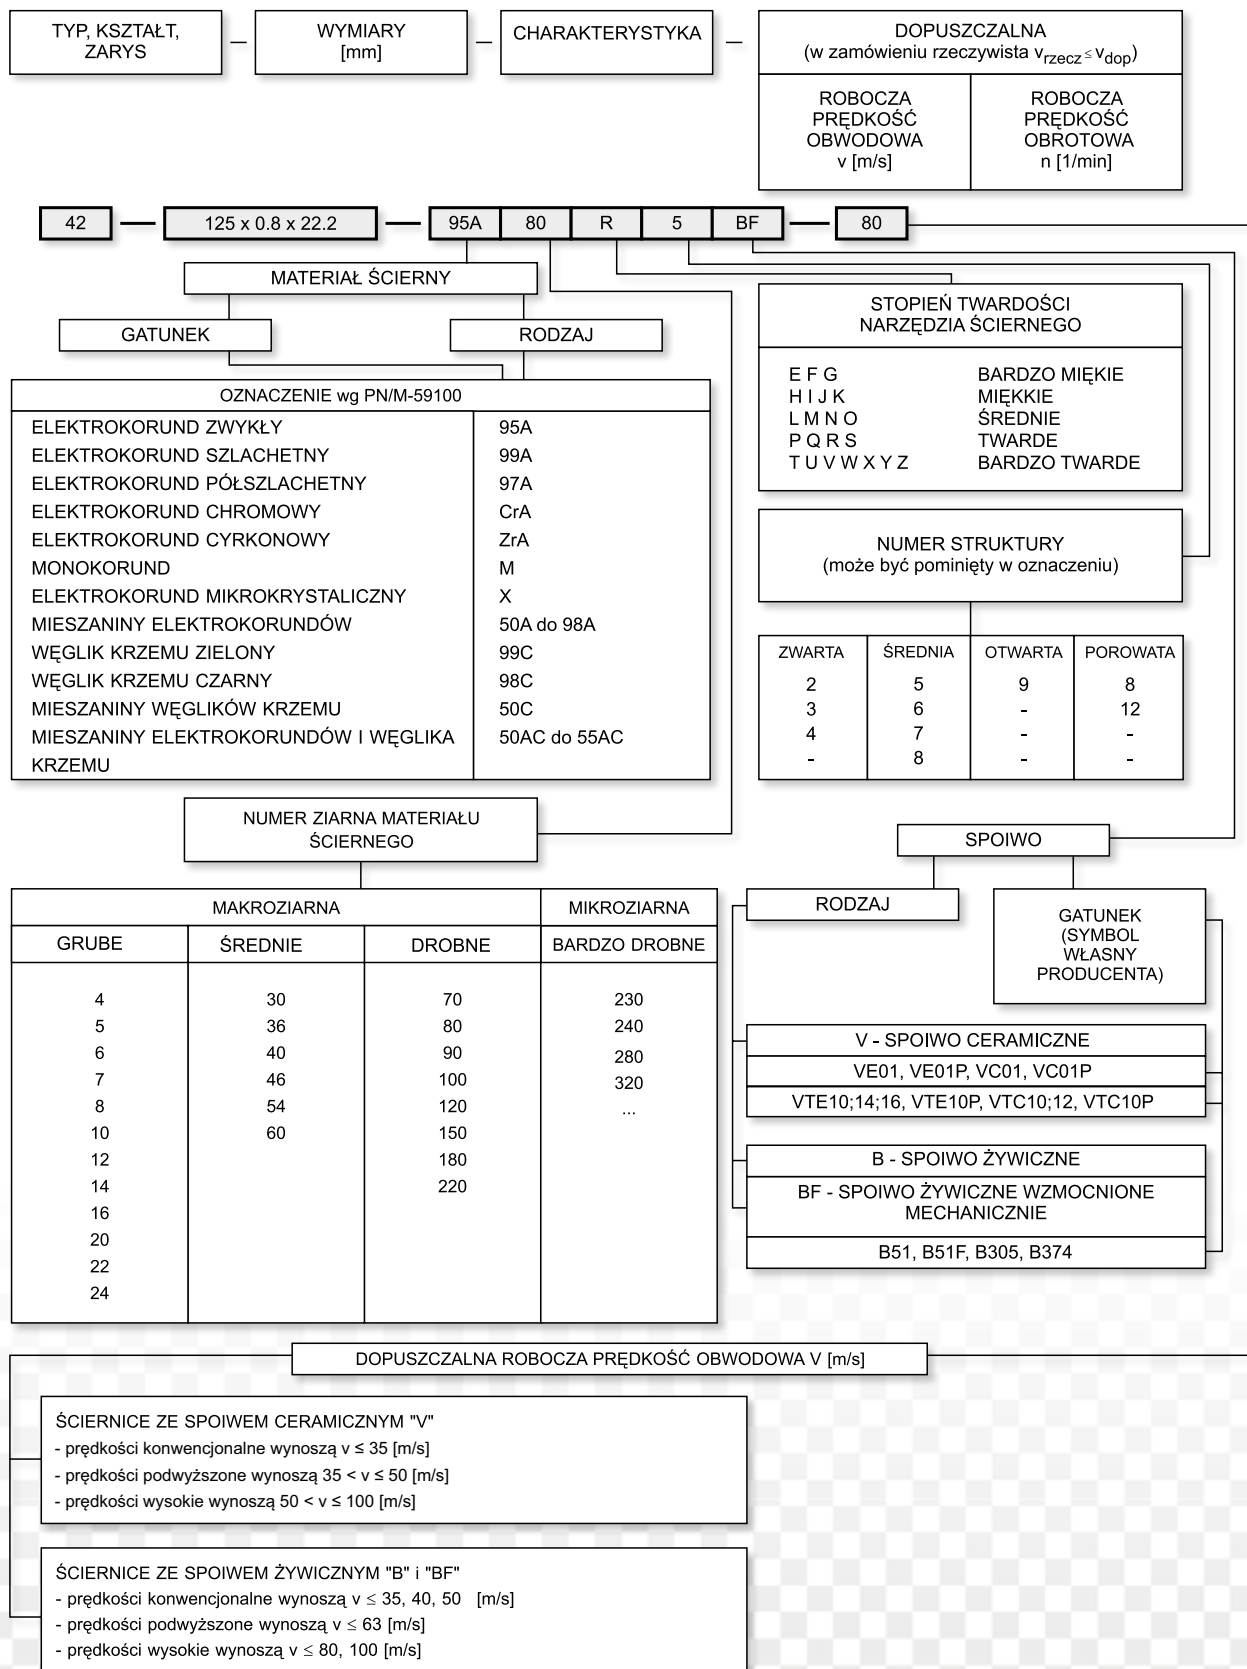 TYP, KSZTAŁT,
ZARYS
WYMIARY
[mm]
CHARAKTERYSTYKA
DOPUSZCZALNA
(w zamówieniu rzeczywista vrzecz ≤ vdop)
ROBOCZA
PRĘDKOŚĆ
OBWODOWA
v [m/s]
ROBOCZA
PRĘDKOŚĆ
OBROTOWA
n [1/min]
42 — 125 x 0.8 x 22.2 — 95A 80 R 5 BF — 80
MATERIAŁ ŚCIERNY
GATUNEK
RODZAJ
OZNACZENIE wg PN/M-59100
ELEKTROKORUND ZWYKŁY 95A
ELEKTROKORUND SZLACHETNY 99A
ELEKTROKORUND PÓŁSZLACHETNY 97A
ELEKTROKORUND CHROMOWY CrA
ELEKTROKORUND CYRKONOWY ZrA
MONOKORUND M
ELEKTROKORUND MIKROKRYSTALICZNY X
MIESZANINY ELEKTROKORUNDÓW 50A do 98A
WĘGLIK KRZEMU ZIELONY 99C
WĘGLIK KRZEMU CZARNY 98C
MIESZANINY WĘGLIKÓW KRZEMU 50C
MIESZANINY ELEKTROKORUNDÓW I WĘGLIKA 50AC do 55AC
KRZEMU
STOPIEŃ TWARDOŚCI
NARZĘDZIA ŚCIERNEGO
E F G BARDZO MIĘKIE
H I J K MIĘKKIE
L M N O ŚREDNIE
P Q R S TWARDE
T U V W X Y Z BARDZO TWARDE
NUMER STRUKTURY
(może być pominięty w oznaczeniu)
ZWARTA ŚREDNIA OTWARTA POROWATA
2 5 9 8
3 6 - 12
4 7 - -
- 8 - -
NUMER ZIARNA MATERIAŁU
ŚCIERNEGO
MAKROZIARNA MIKROZIARNA
GRUBE ŚREDNIE DROBNE BARDZO DROBNE
4 30 70 230
5 36 80 240
6 40 90 280
7 46 100 320
8 54 120 ...
10 60 150
12 180
14 220
16
20
22
24
SPOIWO
RODZAJ
GATUNEK
(SYMBOL
WŁASNY
PRODUCENTA)
V - SPOIWO CERAMICZNE
VE01, VE01P, VC01, VC01P
VTE10;14;16, VTE10P, VTC10;12, VTC10P
B - SPOIWO ŻYWICZNE
BF - SPOIWO ŻYWICZNE WZMOCNIONE
MECHANICZNIE
B51, B51F, B305, B374
DOPUSZCZALNA ROBOCZA PRĘDKOŚĆ OBWODOWA V [m/s]
ŚCIERNICE ZE SPOIWEM CERAMICZNYM "V"
- prędkości konwencjonalne wynoszą v ≤ 35 [m/s]
- prędkości podwyższone wynoszą 35 < v ≤ 50 [m/s]
- prędkości wysokie wynoszą 50 < v ≤ 100 [m/s]
ŚCIERNICE ZE SPOIWEM ŻYWICZNYM "B" i "BF"
- prędkości konwencjonalne wynoszą v ≤ 35, 40, 50 [m/s]
- prędkości podwyższone wynoszą v ≤ 63 [m/s]
- prędkości wysokie wynoszą v ≤ 80, 100 [m/s]